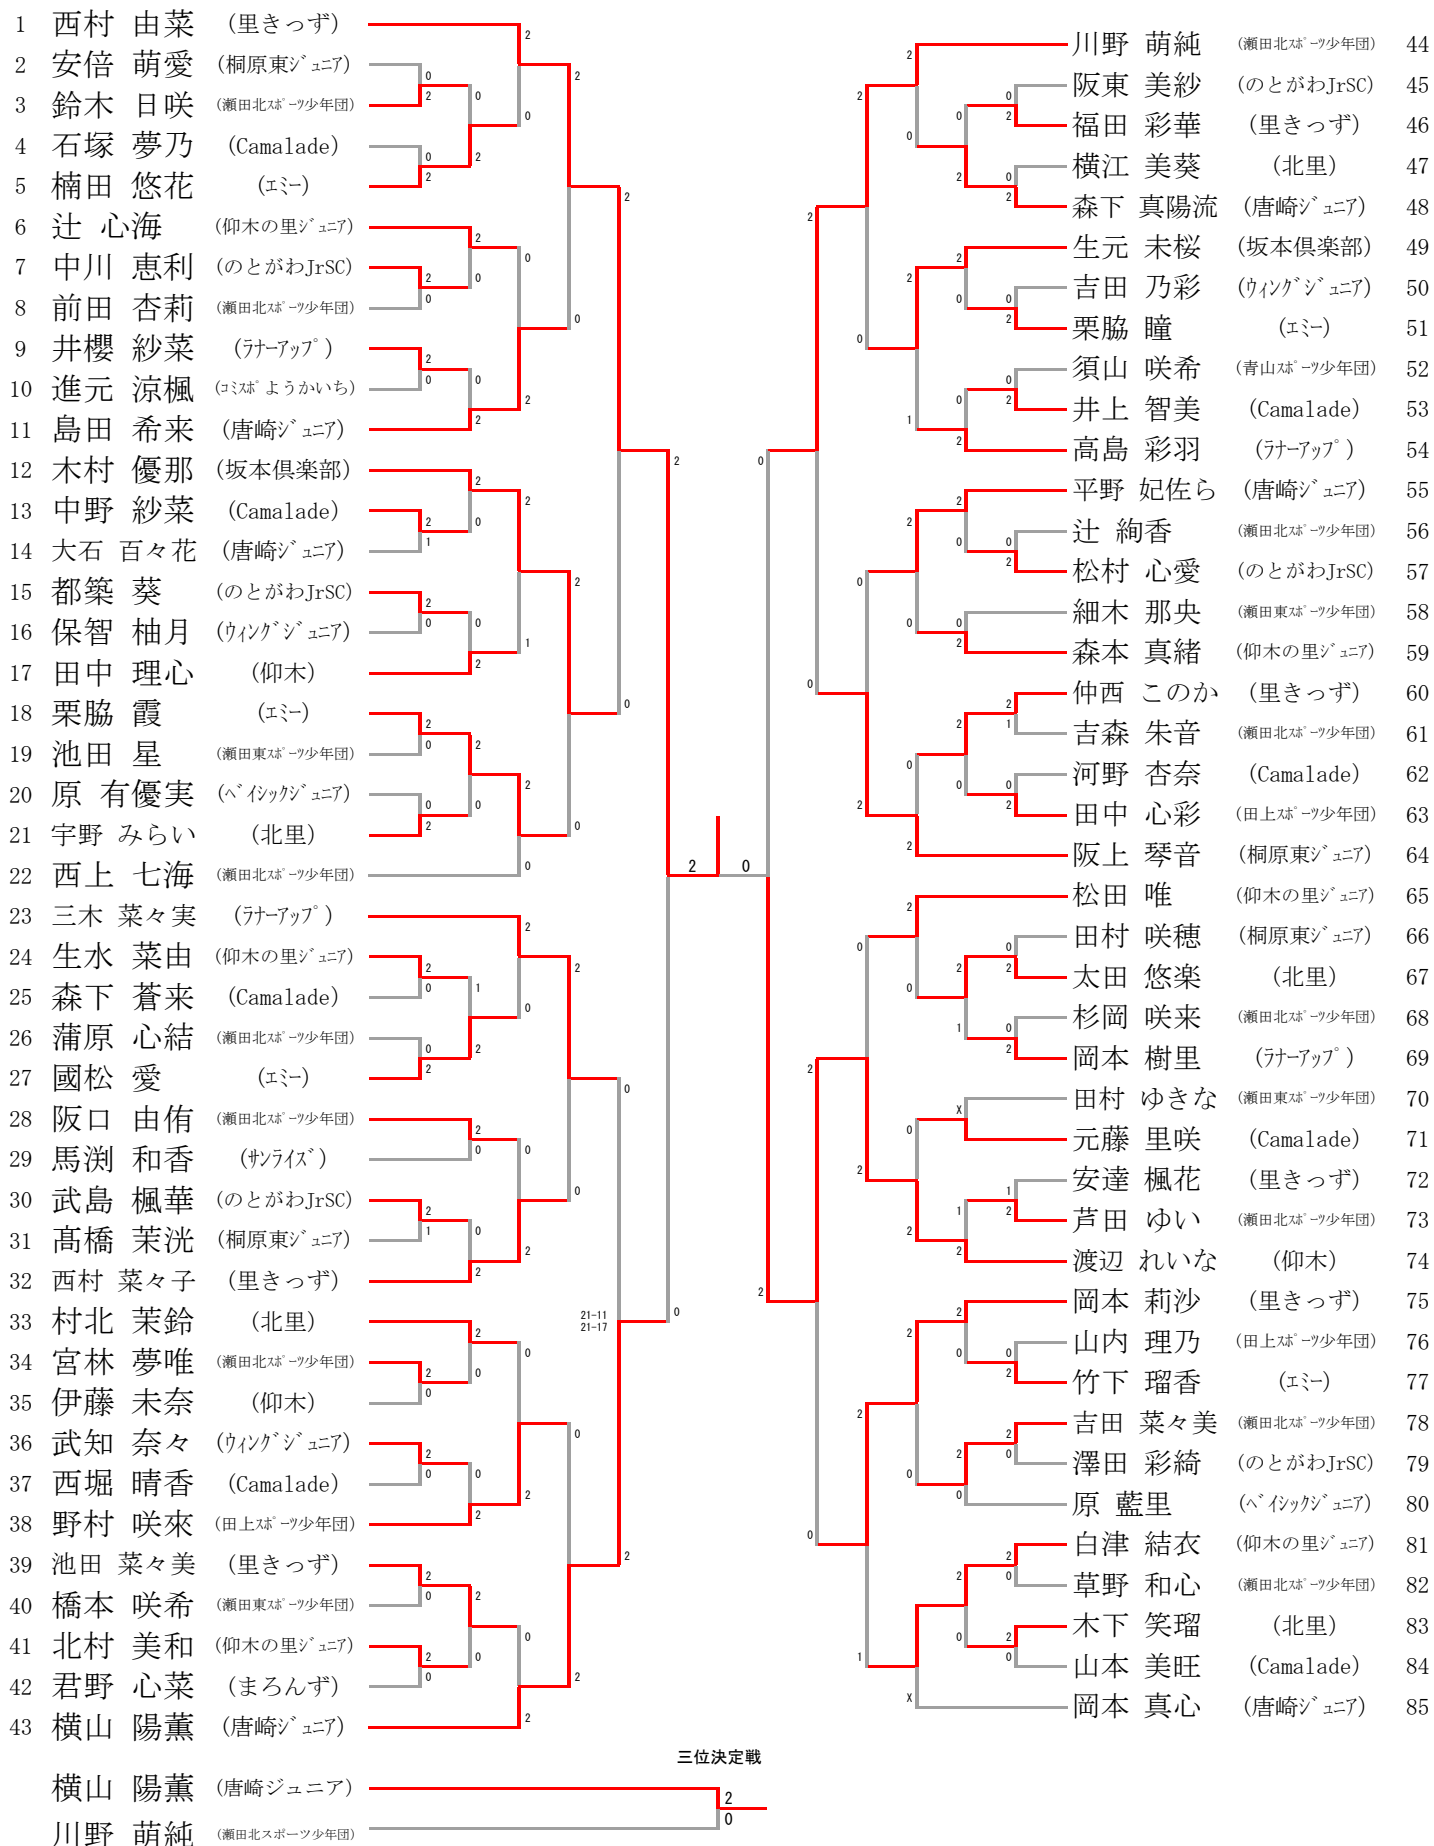 1 西村 由菜 (里きっず)
2 安倍 萌愛 (桐原東ジュニア)
3 鈴木 日咲 (瀬田北スポーツ少年団)
4 石塚 夢乃 (Camalade)
5 楠田 悠花 (エミー)
6 辻 心海 (仰木の里ジュニア)
7 中川 恵利 (のとがわJrSC)
8 前田 杏莉 (瀬田北スポーツ少年団)
9 井櫻 紗菜 (ラナーアップ)
10 進元 涼楓 (コミスポようかいち)
11 島田 希来 (唐崎ジュニア)
12 木村 優那 (坂本倶楽部)
13 中野 紗菜 (Camalade)
14 大石 百々花 (唐崎ジュニア)
15 都築 葵 (のとがわJrSC)
16 保智 柚月 (ウィングジュニア)
17 田中 理心 (仰木)
18 栗脇 霞 (エミー)
19 池田 星 (瀬田東スポーツ少年団)
20 原 有優実 (ベイシックジュニア)
21 宇野 みらい (北里)
22 西上 七海 (瀬田北スポーツ少年団)
23 三木 菜々実 (ラナーアップ)
24 生水 菜由 (仰木の里ジュニア)
25 森下 蒼来 (Camalade)
26 蒲原 心結 (瀬田北スポーツ少年団)
27 國松 愛 (エミー)
28 阪口 由侑 (瀬田北スポーツ少年団)
29 馬渕 和香 (サンライズ)
30 武島 楓華 (のとがわJrSC)
31 髙橋 茉洸 (桐原東ジュニア)
32 西村 菜々子 (里きっず)
33 村北 茉鈴 (北里)
34 宮林 夢唯 (瀬田北スポーツ少年団)
35 伊藤 未奈 (仰木)
36 武知 奈々 (ウィングジュニア)
37 西堀 晴香 (Camalade)
38 野村 咲來 (田上スポーツ少年団)
39 池田 菜々美 (里きっず)
40 橋本 咲希 (瀬田東スポーツ少年団)
41 北村 美和 (仰木の里ジュニア)
42 君野 心菜 (まろんず)
43 横山 陽薫 (唐崎ジュニア)
21-11
21-17
2 0
川野 萌純 (瀬田北スポーツ少年団) 44
阪東 美紗 (のとがわJrSC) 45
福田 彩華 (里きっず) 46
横江 美葵 (北里) 47
森下 真陽流 (唐崎ジュニア) 48
生元 未桜 (坂本倶楽部) 49
吉田 乃彩 (ウィングジュニア) 50
栗脇 瞳 (エミー) 51
須山 咲希 (青山スポーツ少年団) 52
井上 智美 (Camalade) 53
高島 彩羽 (ラナーアップ) 54
平野 妃佐ら (唐崎ジュニア) 55
辻 絢香 (瀬田北スポーツ少年団) 56
松村 心愛 (のとがわJrSC) 57
細木 那央 (瀬田東スポーツ少年団) 58
森本 真緒 (仰木の里ジュニア) 59
仲西 このか (里きっず) 60
吉森 朱音 (瀬田北スポーツ少年団) 61
河野 杏奈 (Camalade) 62
田中 心彩 (田上スポーツ少年団) 63
阪上 琴音 (桐原東ジュニア) 64
松田 唯 (仰木の里ジュニア) 65
田村 咲穂 (桐原東ジュニア) 66
太田 悠楽 (北里) 67
杉岡 咲来 (瀬田北スポーツ少年団) 68
岡本 樹里 (ラナーアップ) 69
田村 ゆきな (瀬田東スポーツ少年団) 70
元藤 里咲 (Camalade) 71
安達 楓花 (里きっず) 72
芦田 ゆい (瀬田北スポーツ少年団) 73
渡辺 れいな (仰木) 74
岡本 莉沙 (里きっず) 75
山内 理乃 (田上スポーツ少年団) 76
竹下 瑠香 (エミー) 77
吉田 菜々美 (瀬田北スポーツ少年団) 78
澤田 彩綺 (のとがわJrSC) 79
原 藍里 (ベイシックジュニア) 80
白津 結衣 (仰木の里ジュニア) 81
草野 和心 (瀬田北スポーツ少年団) 82
木下 笑瑠 (北里) 83
山本 美旺 (Camalade) 84
岡本 真心 (唐崎ジュニア) 85
三位決定戦
横山 陽薫 (唐崎ジュニア) 2
川野 萌純 (瀬田北スポーツ少年団) 0